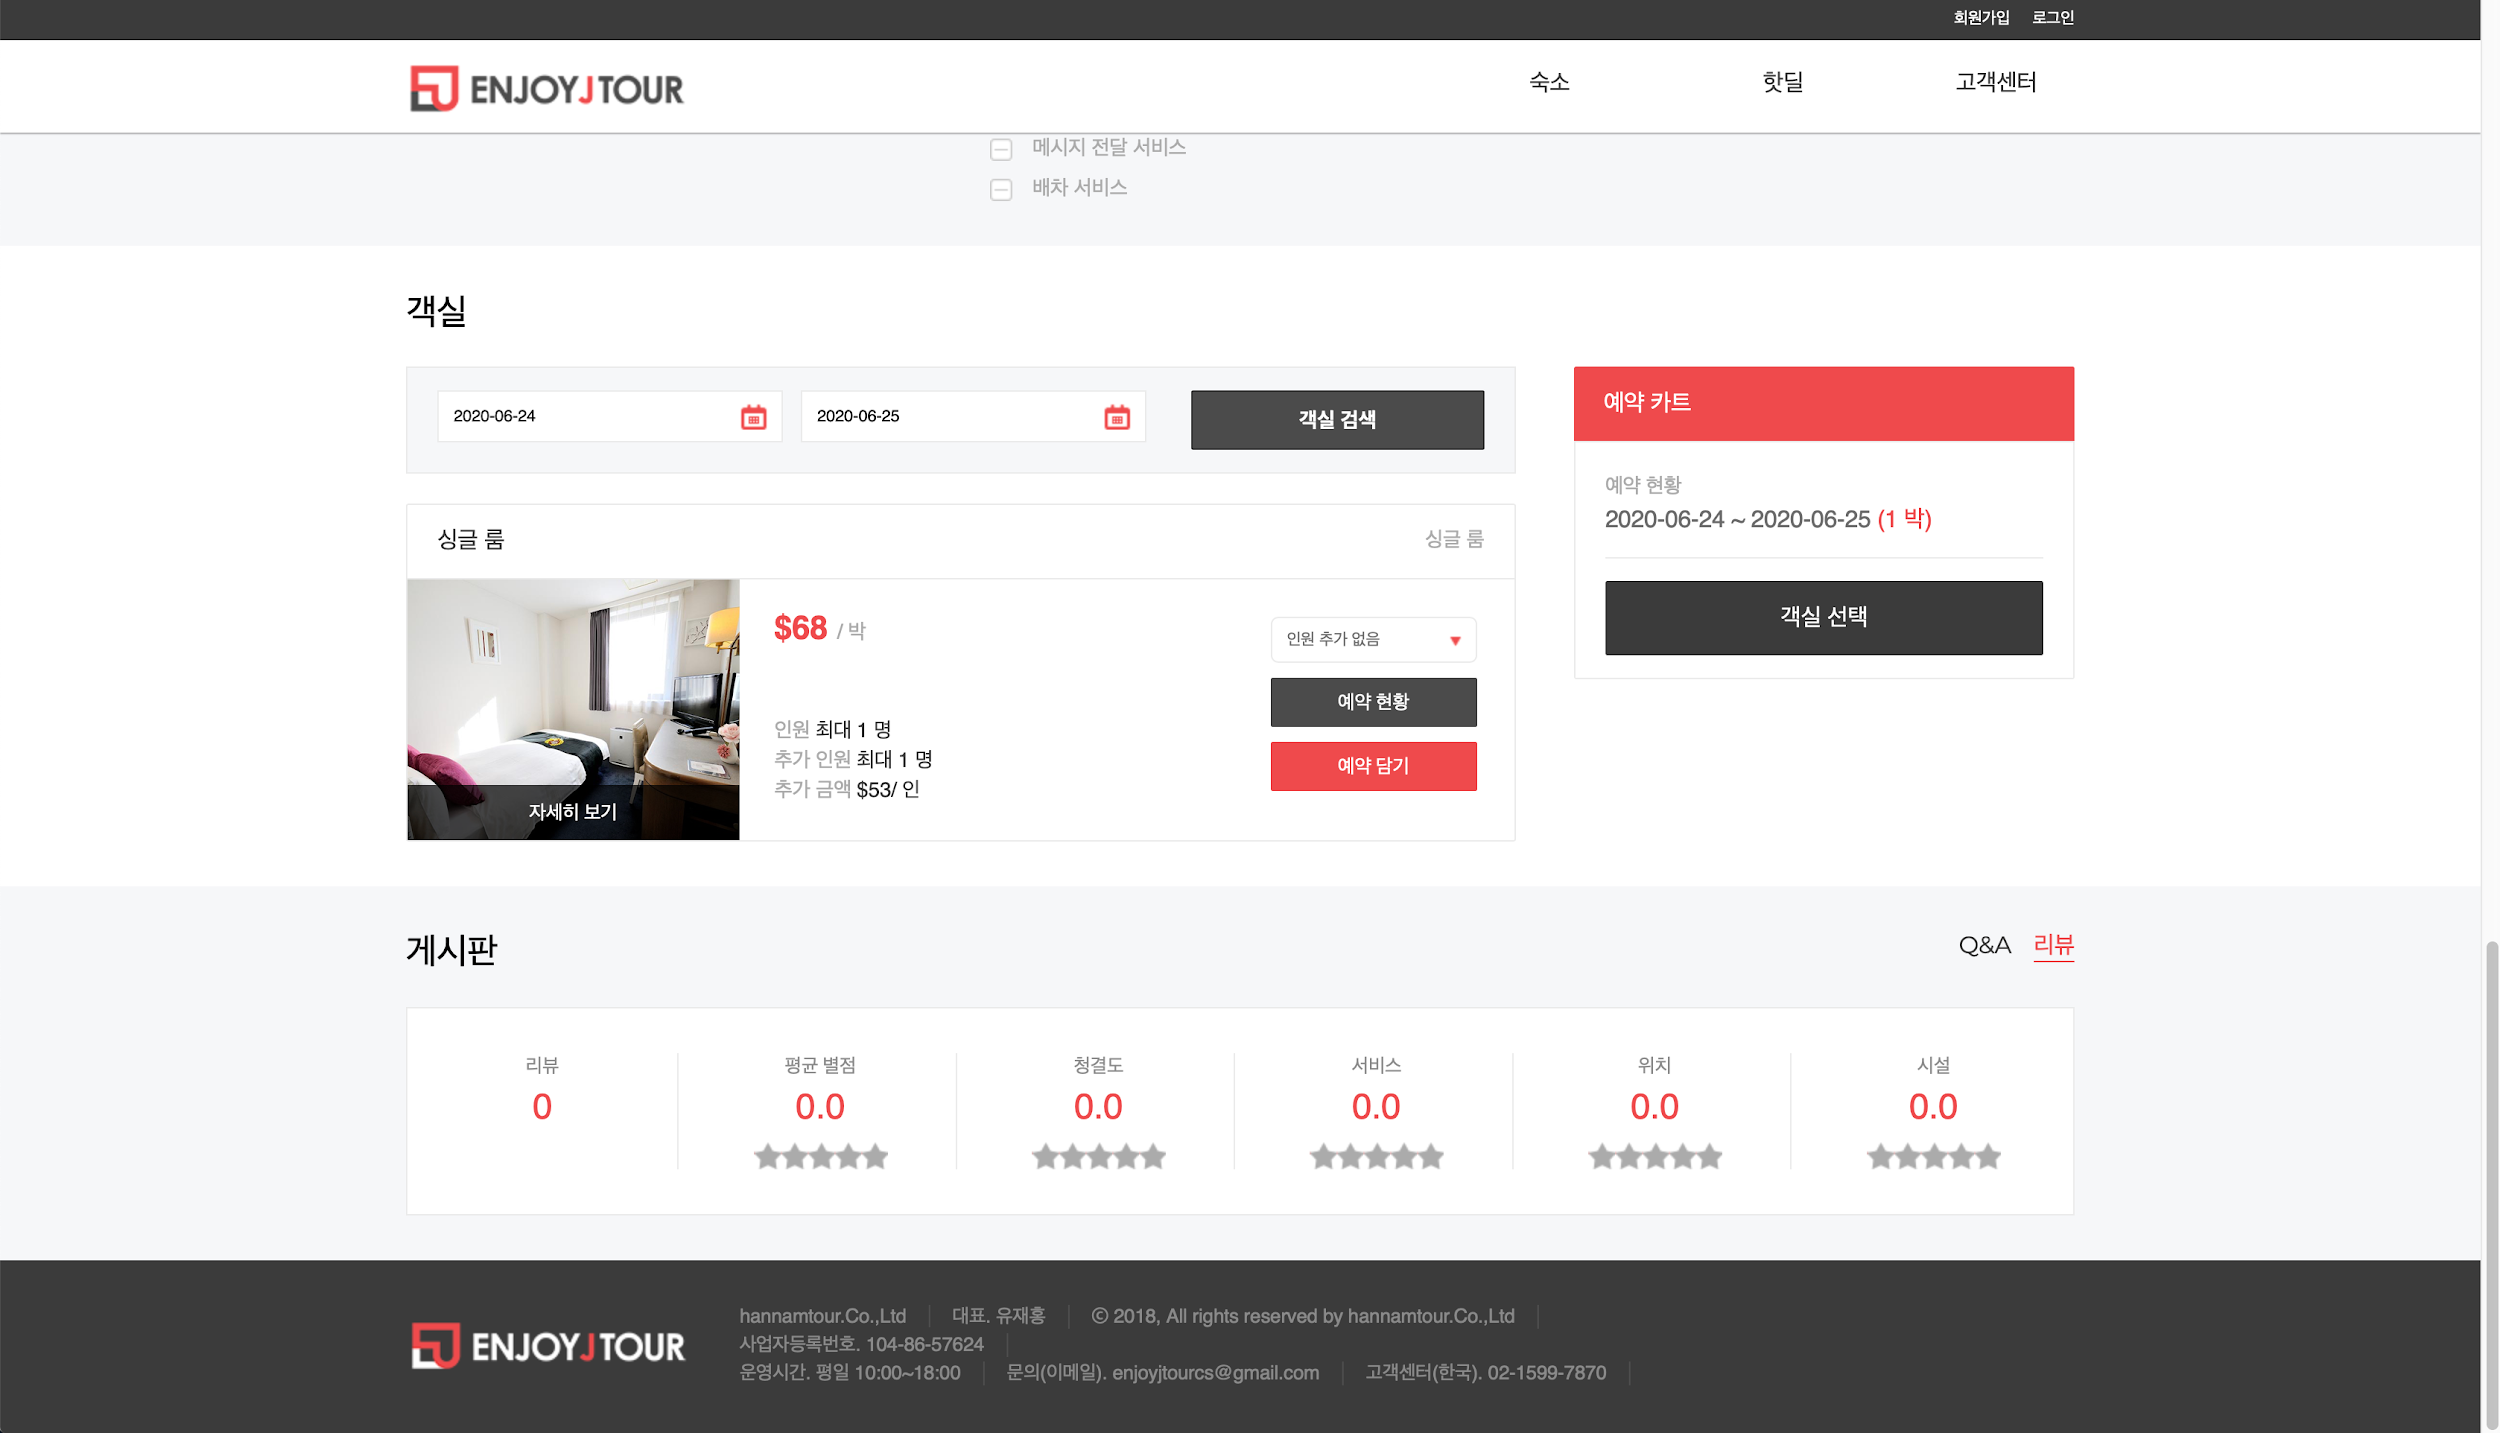 회원가입 로그인
ENJOYJTOUR 숙소 핫딜 고객센터
메시지 전달 서비스
배차 서비스
객실
2020-06-24 2020-06-25 객실 검색
예약 카트
예약 현황
2020-06-24 ~ 2020-06-25 (1 박)
객실 선택
싱글 룸 싱글 룸
$68 / 박
인원 추가 없음
예약 현황
예약 담기
인원 최대 1 명
추가 인원 최대 1 명
추가 금액 $53/ 인
자세히 보기
게시판 Q&A 리뷰
리뷰 평균 별점 청결도 서비스 위치 시설
0 0.0 0.0 0.0 0.0 0.0
ENJOYJTOUR
hannamtour.Co.,Ltd 대표. 유재홍 © 2018, All rights reserved by hannamtour.Co.,Ltd
사업자등록번호. 104-86-57624
운영시간. 평일 10:00~18:00 문의(이메일). enjoyjtourcs@gmail.com 고객센터(한국). 02-1599-7870